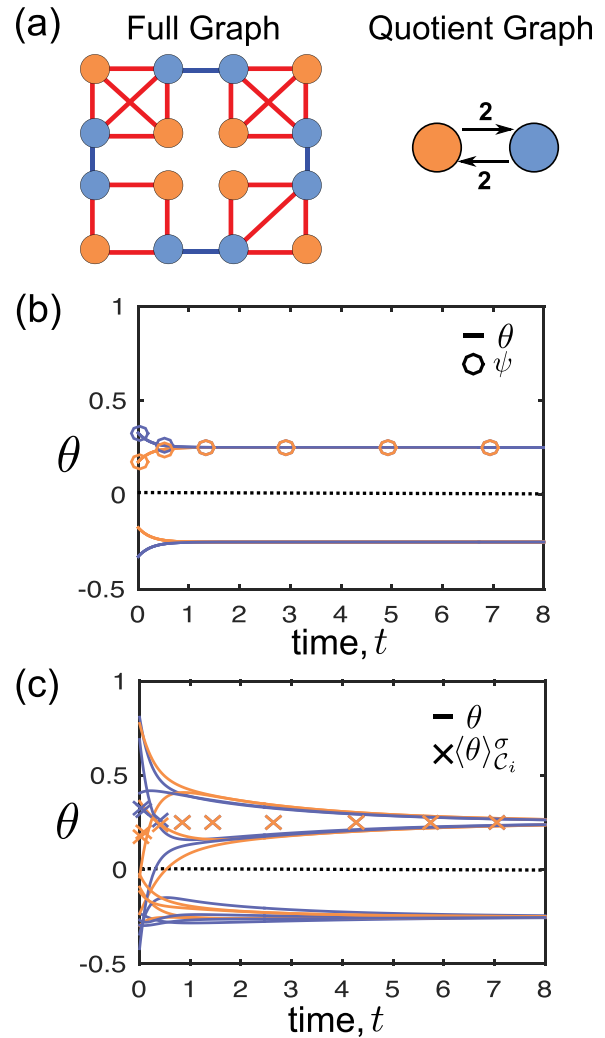 (a) Full Graph Quotient Graph
2
2
(b)
1
0.5
0
-0.5
θ
θ
ψ
0 1 2 3 4 5 6 7 8
time, t
(c)
1
0.5
0
-0.5
θ
θ
⟨θ⟩^σ_{C_i}
0 1 2 3 4 5 6 7 8
time, t